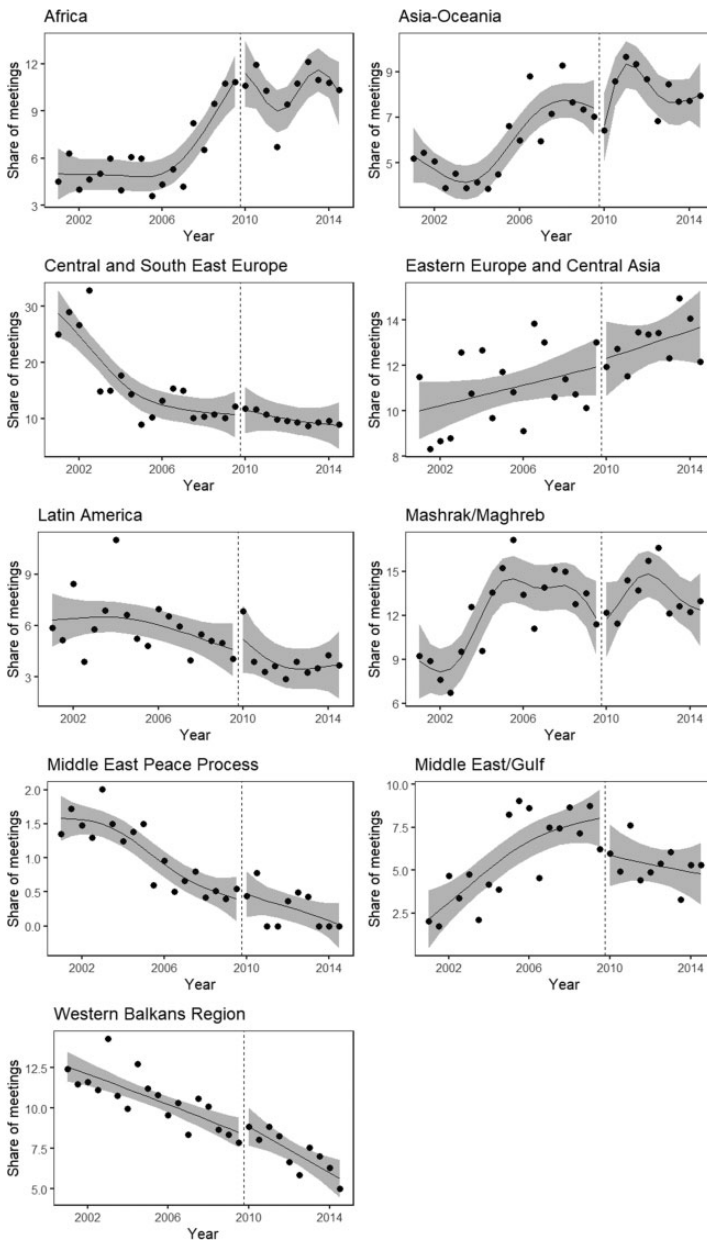 Africa
Share of meetings
12
9
6
3
2002 2006 2010 2014
Year
Asia-Oceania
Share of meetings
9
7
5
2002 2006 2010 2014
Year
Central and South East Europe
Share of meetings
30
20
10
2002 2006 2010 2014
Year
Eastern Europe and Central Asia
Share of meetings
16
14
12
10
8
2002 2006 2010 2014
Year
Latin America
Share of meetings
9
6
3
2002 2006 2010 2014
Year
Mashrak/Maghreb
Share of meetings
15
12
9
6
2002 2006 2010 2014
Year
Middle East Peace Process
Share of meetings
2.0
1.5
1.0
0.5
0.0
2002 2006 2010 2014
Year
Middle East/Gulf
Share of meetings
10.0
7.5
5.0
2.5
2002 2006 2010 2014
Year
Western Balkans Region
Share of meetings
12.5
10.0
7.5
5.0
2002 2006 2010 2014
Year